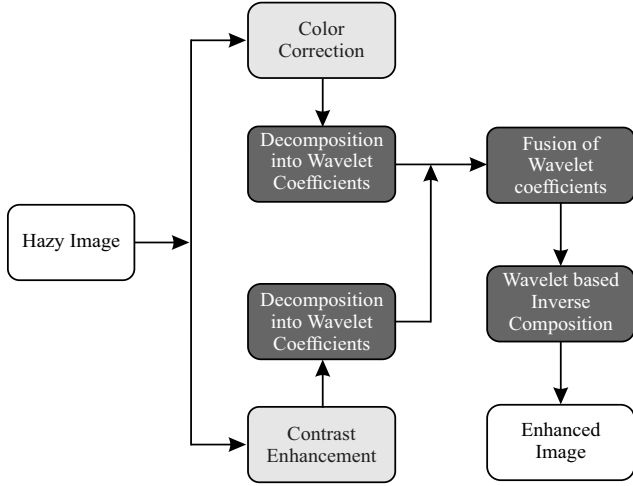 Color
Correction
Decomposition
into Wavelet
Coefficients
Fusion of
Wavelet
coefficients
Hazy Image
Decomposition
into Wavelet
Coefficients
Wavelet based
Inverse
Composition
Contrast
Enhancement
Enhanced
Image